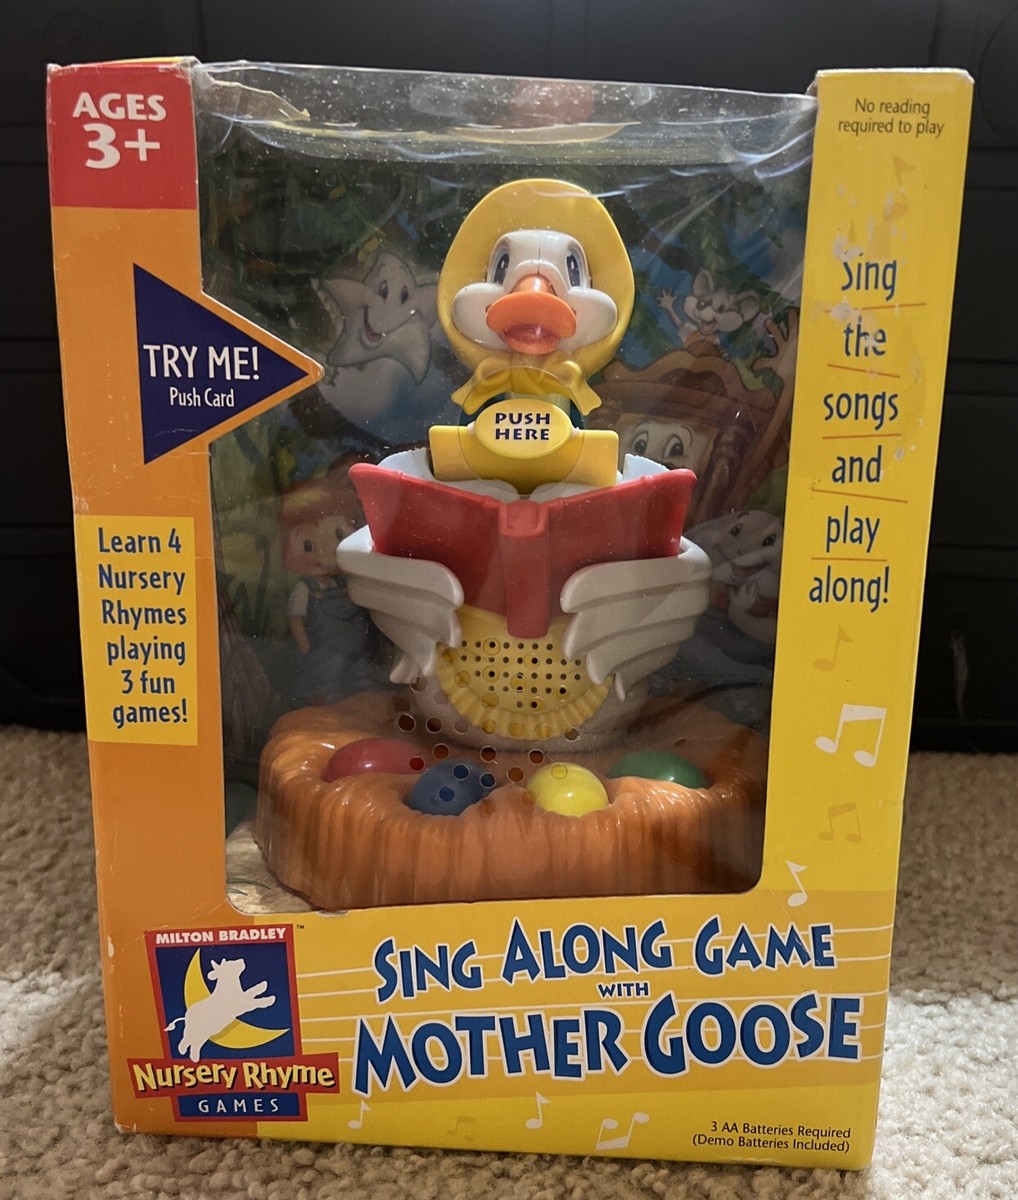 AGES
3+
No reading
required to play
TRY ME!
Push Card
PUSH
HERE
Sing
the
songs
and
play
along!
Learn 4
Nursery
Rhymes
playing
3 fun
games!
MILTON BRADLEY™
Nursery Rhyme
GAMES
SING ALONG GAME
WITH
MOTHER GOOSE
3 AA Batteries Required
(Demo Batteries Included)